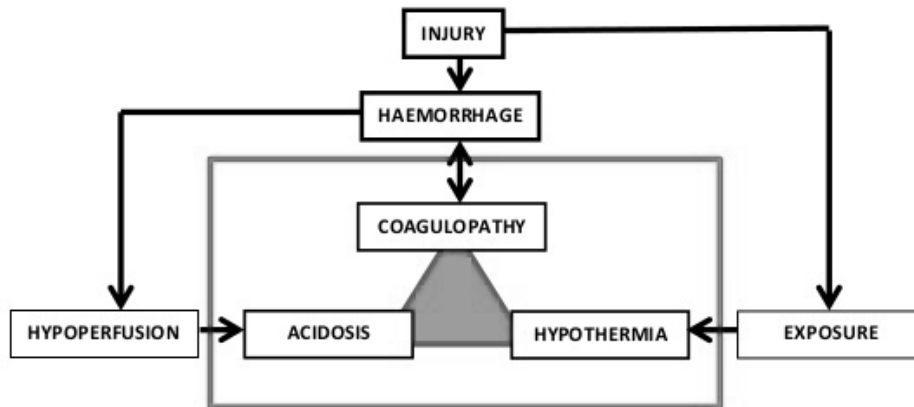 INJURY
HAEMORRHAGE
COAGULOPATHY
HYPOPERFUSION
ACIDOSIS
HYPOTHERMIA
EXPOSURE